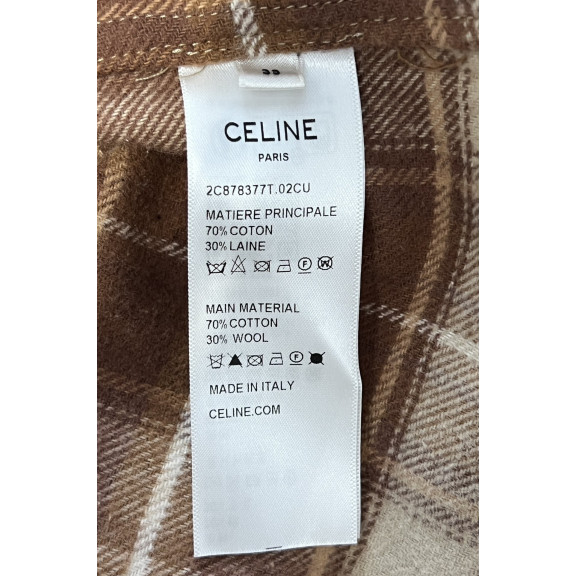 CELINE
PARIS
2C878377T.02CU
MATIERE PRINCIPALE
70% COTON
30% LAINE
MAIN MATERIAL
70% COTTON
30% WOOL
MADE IN ITALY
CELINE.COM